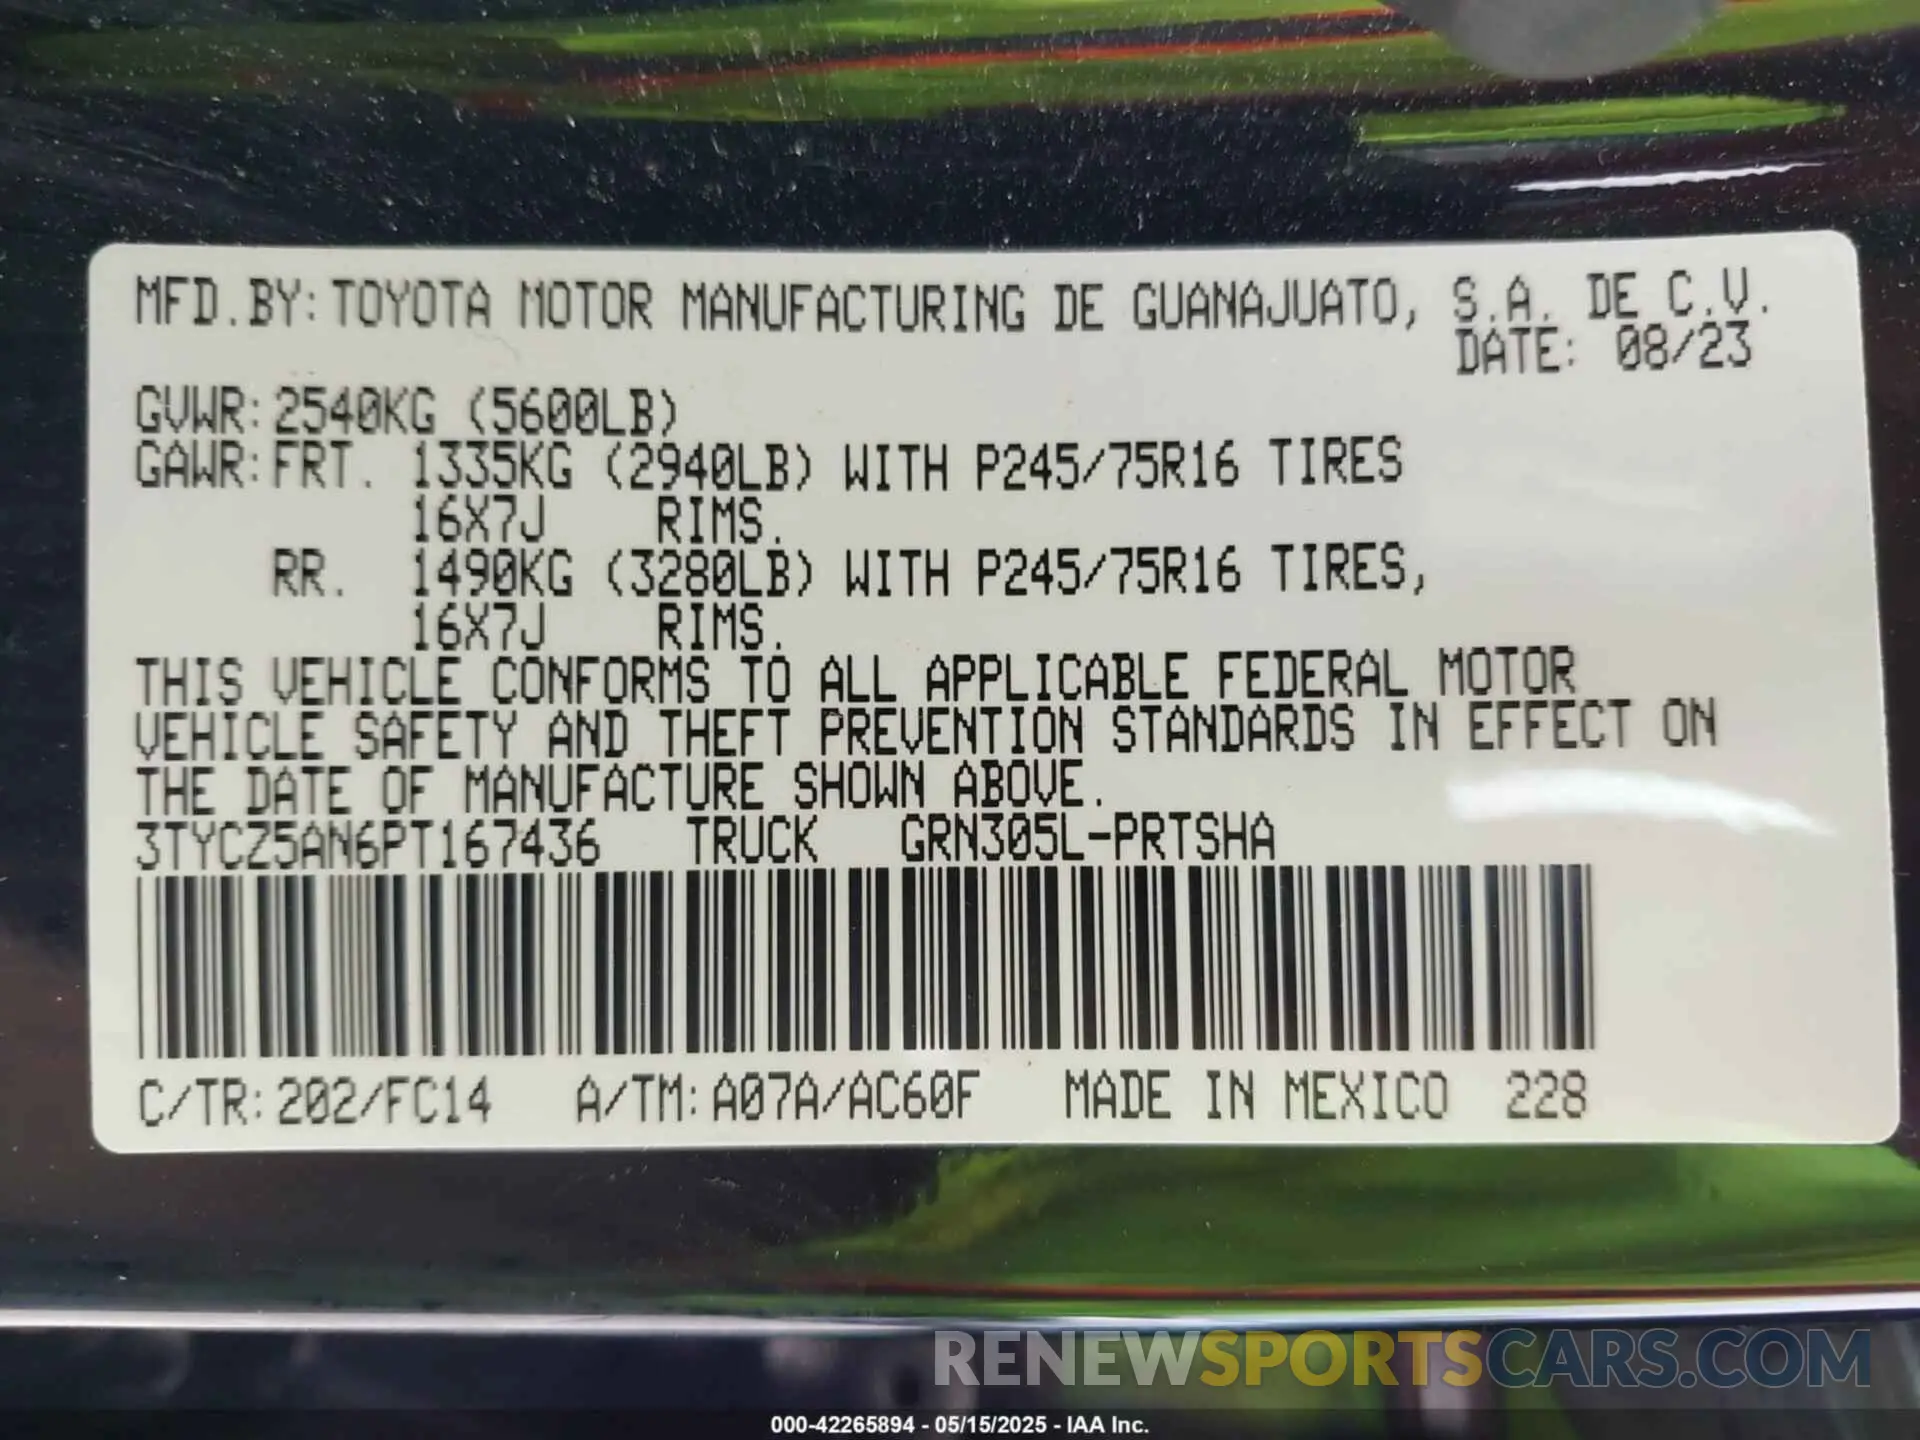 MFD.BY:TOYOTA MOTOR MANUFACTURING DE GUANAJUATO, S.A. DE C.V.
DATE: 08/23
GVWR:2540KG (5600LB)
GAWR:FRT. 1335KG (2940LB) WITH P245/75R16 TIRES
16X7J RIMS.
RR. 1490KG (3280LB) WITH P245/75R16 TIRES,
16X7J RIMS.
THIS VEHICLE CONFORMS TO ALL APPLICABLE FEDERAL MOTOR
VEHICLE SAFETY AND THEFT PREVENTION STANDARDS IN EFFECT ON
THE DATE OF MANUFACTURE SHOWN ABOVE.
3TYCZ5AN6PT167436 TRUCK GRN305L-PRTSHA
C/TR:202/FC14 A/TM:A07A/AC60F MADE IN MEXICO 228
RENEWSPORTSCARS.COM
000-42265894 - 05/15/2025 - IAA Inc.